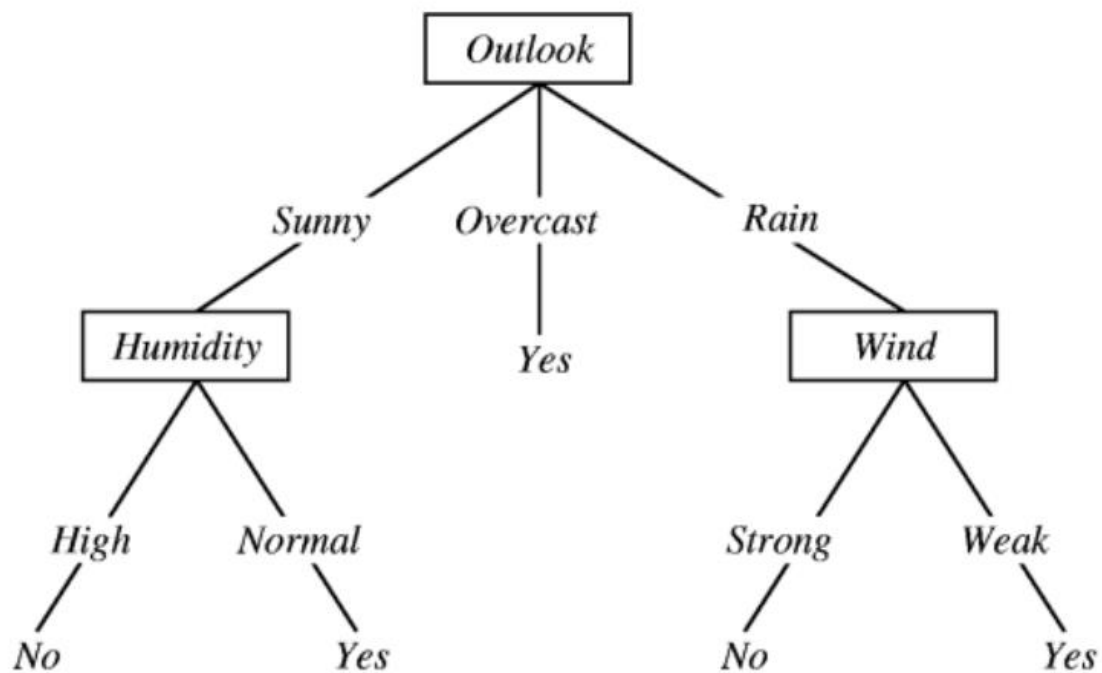 Outlook
Sunny Overcast Rain
Humidity Yes Wind
High Normal Strong Weak
No Yes No Yes